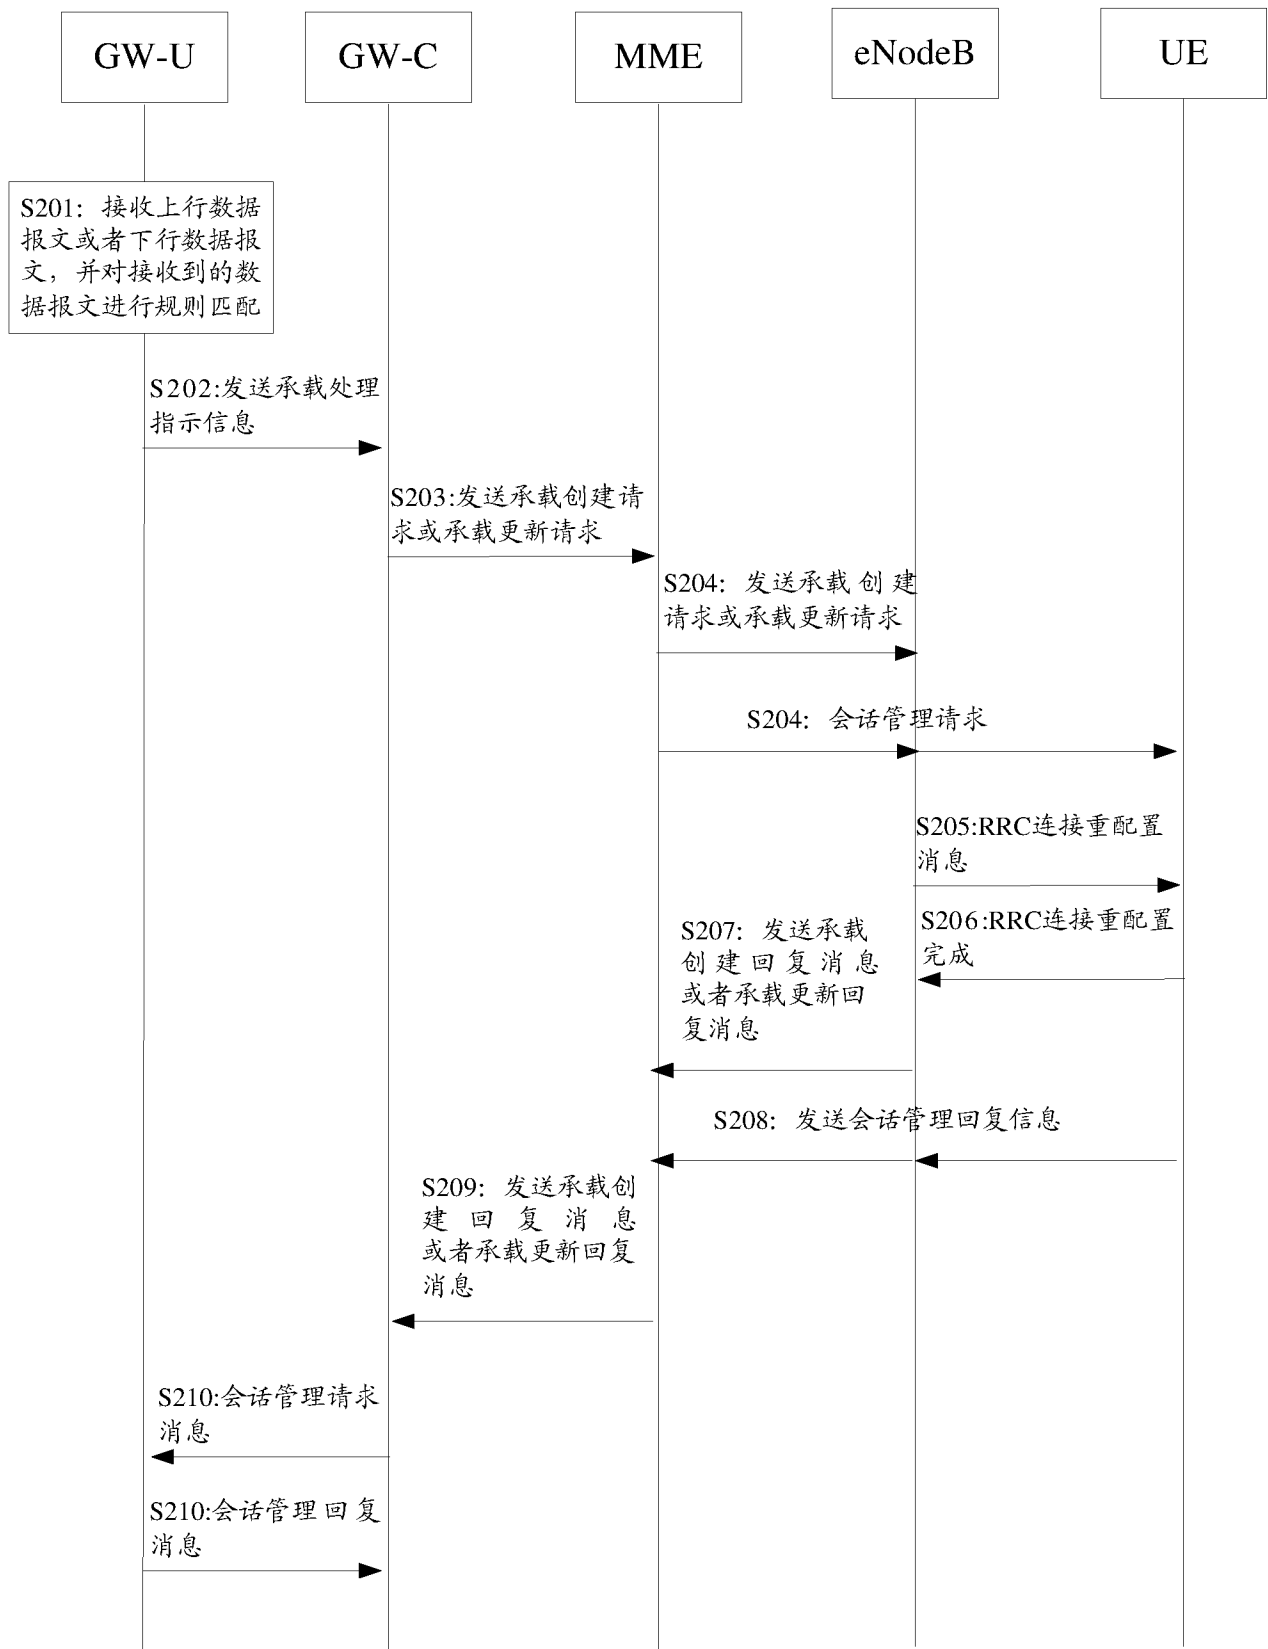 GW-U
GW-C
MME
eNodeB
UE
S201：接收上行数据
报文或者下行数据报
文，并对接收到的数
据报文进行规则匹配
S202:发送承载处理
指示信息
S203:发送承载创建请
求或承载更新请求
S204：发送承载创建
请求或承载更新请求
S204：会话管理请求
S205:RRC连接重配置
消息
S206:RRC连接重配置
完成
S207：发送承载
创建回复消息
或者承载更新回
复消息
S208：发送会话管理回复信息
S209：发送承载创
建回复消息
或者承载更新回复
消息
S210:会话管理请求
消息
S210:会话管理回复
消息